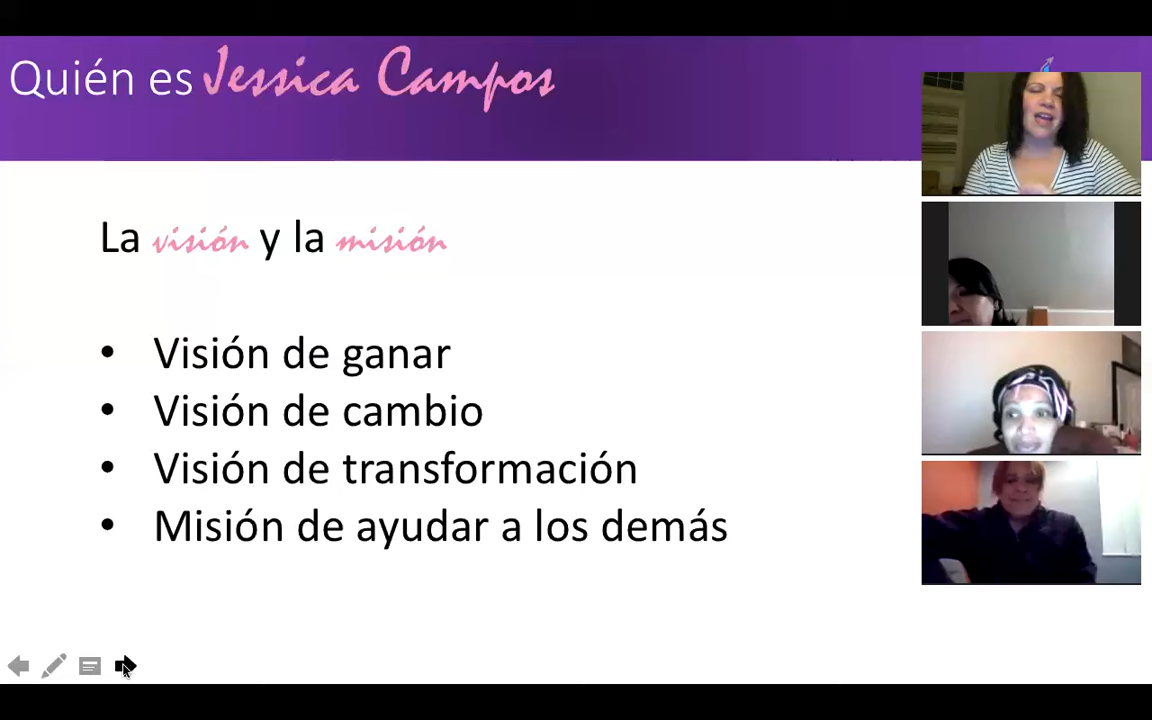 Quién es Jessica Campos
La visión y la misión
• Visión de ganar
• Visión de cambio
• Visión de transformación
• Misión de ayudar a los demás